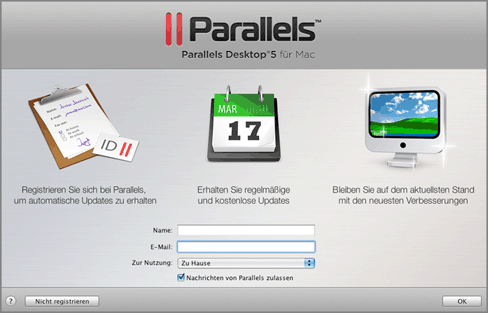 Parallels™
Parallels Desktop® 5 für Mac
ID
MAR
17
Registrieren Sie sich bei Parallels,
um automatische Updates zu erhalten
Erhalten Sie regelmäßige
und kostenlose Updates
Bleiben Sie auf dem aktuellsten Stand
mit den neuesten Verbesserungen
Name:
E-Mail:
Zur Nutzung: Zu Hause
Nachrichten von Parallels zulassen
? Nicht registrieren OK